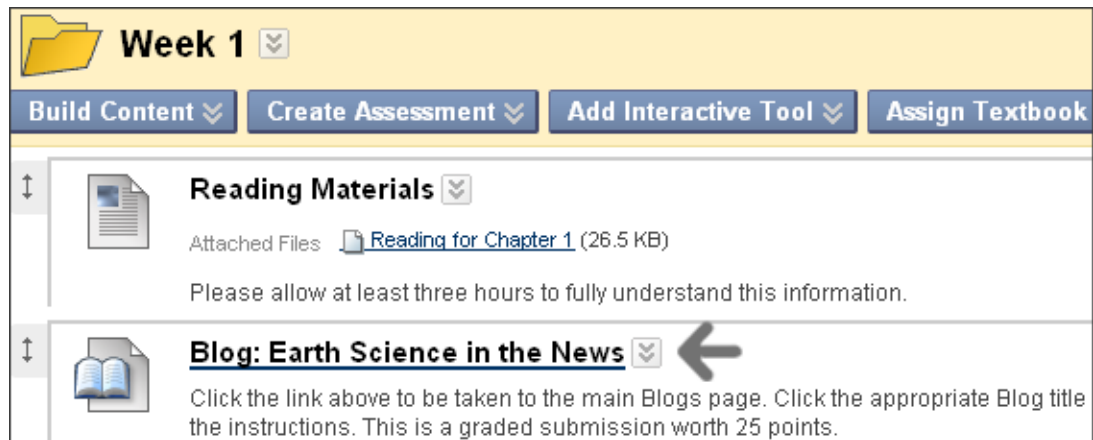 Week 1
Build Content Create Assessment Add Interactive Tool Assign Textbook
Reading Materials
Attached Files Reading for Chapter 1 (26.5 KB)
Please allow at least three hours to fully understand this information.
Blog: Earth Science in the News
Click the link above to be taken to the main Blogs page. Click the appropriate Blog title
the instructions. This is a graded submission worth 25 points.